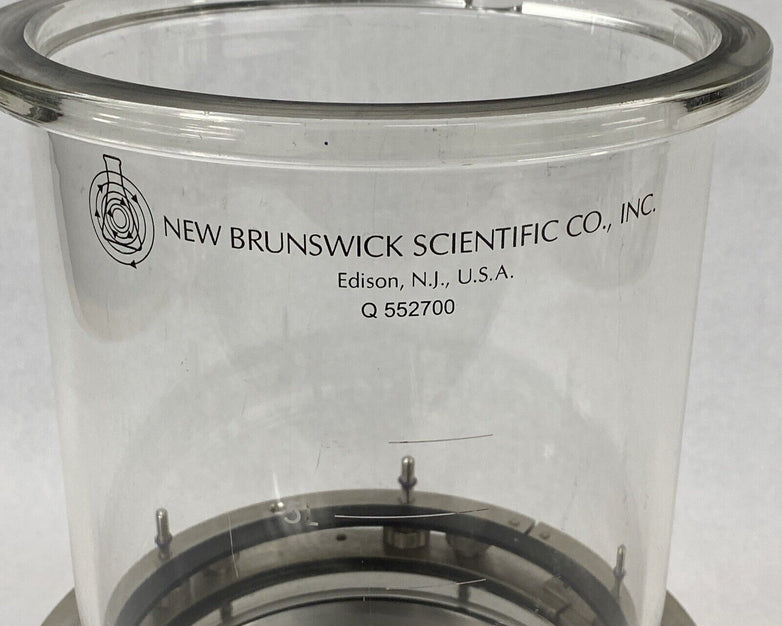 NEW BRUNSWICK SCIENTIFIC CO., INC.
Edison, N.J., U.S.A.
Q 552700